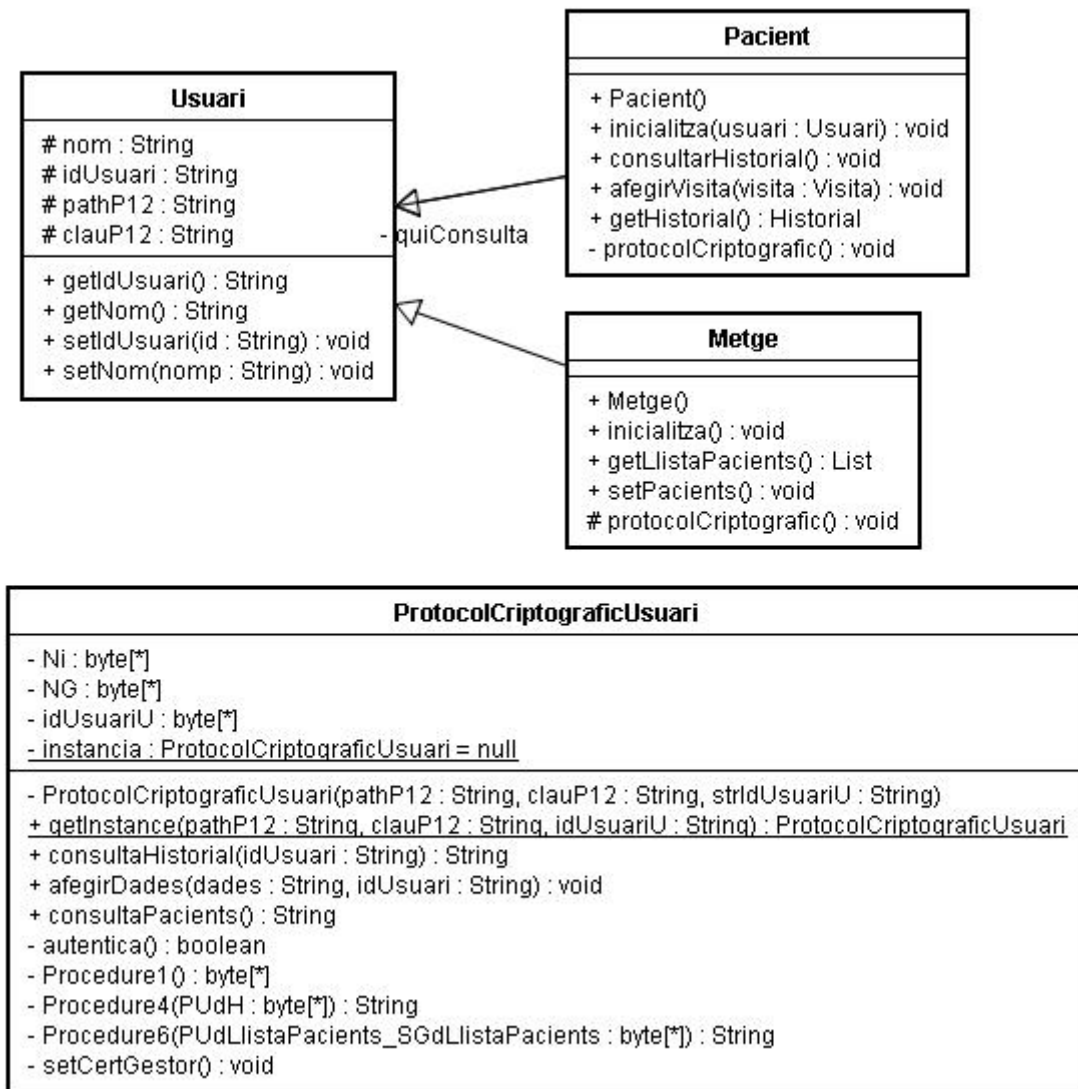 Pacient
+ Pacient()
+ inicialitza(usuari : Usuari) : void
+ consultarHistorial() : void
+ afegirVisita(visita : Visita) : void
+ getHistorial() : Historial
- protocolCriptografic() : void
Usuari
# nom : String
# idUsuari : String
# pathP12 : String
# clauP12 : String
- quiConsulta
+ getIdUsuari() : String
+ getNom() : String
+ setIdUsuari(id : String) : void
+ setNom(nomp : String) : void
Metge
+ Metge()
+ inicialitza() : void
+ getLlistaPacients() : List
+ setPacients() : void
# protocolCriptografic() : void
ProtocolCriptograficUsuari
- Ni : byte[*]
- NG : byte[*]
- idUsuariU : byte[*]
- instancia : ProtocolCriptograficUsuari = null
- ProtocolCriptograficUsuari(pathP12 : String, clauP12 : String, strIdUsuariU : String)
+ getInstance(pathP12 : String, clauP12 : String, idUsuariU : String) : ProtocolCriptograficUsuari
+ consultaHistorial(idUsuari : String) : String
+ afegirDades(dades : String, idUsuari : String) : void
+ consultaPacients() : String
- autentica() : boolean
- Procedure1() : byte[*]
- Procedure4(PUdH : byte[*]) : String
- Procedure6(PUdLlistaPacients_SGdLlistaPacients : byte[*]) : String
- setCertGestor() : void